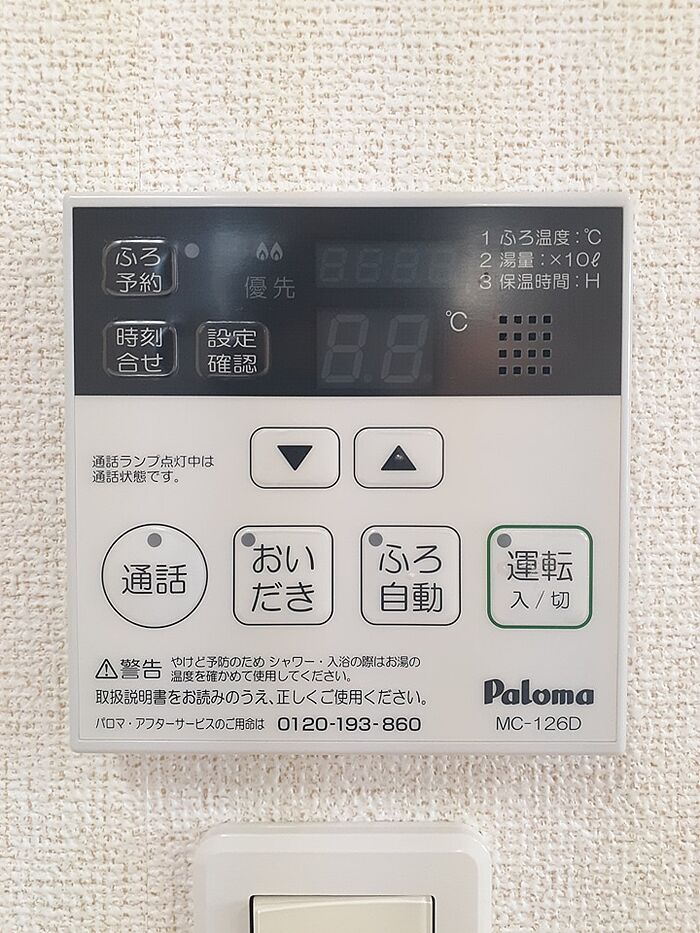 ふろ
予約
優先
1 ふろ温度：℃
2 湯量：×10ℓ
3 保温時間：H
時刻
合せ
設定
確認
℃
通話ランプ点灯中は
通話状態です。
▼
▲
通話
おい
だき
ふろ
自動
運転
入/切
⚠警告 やけど予防のため シャワー・入浴の際はお湯の
温度を確かめて使用してください。
取扱説明書をお読みのうえ、正しくご使用ください。
パロマ・アフターサービスのご用命は 0120-193-860
Paloma
MC-126D